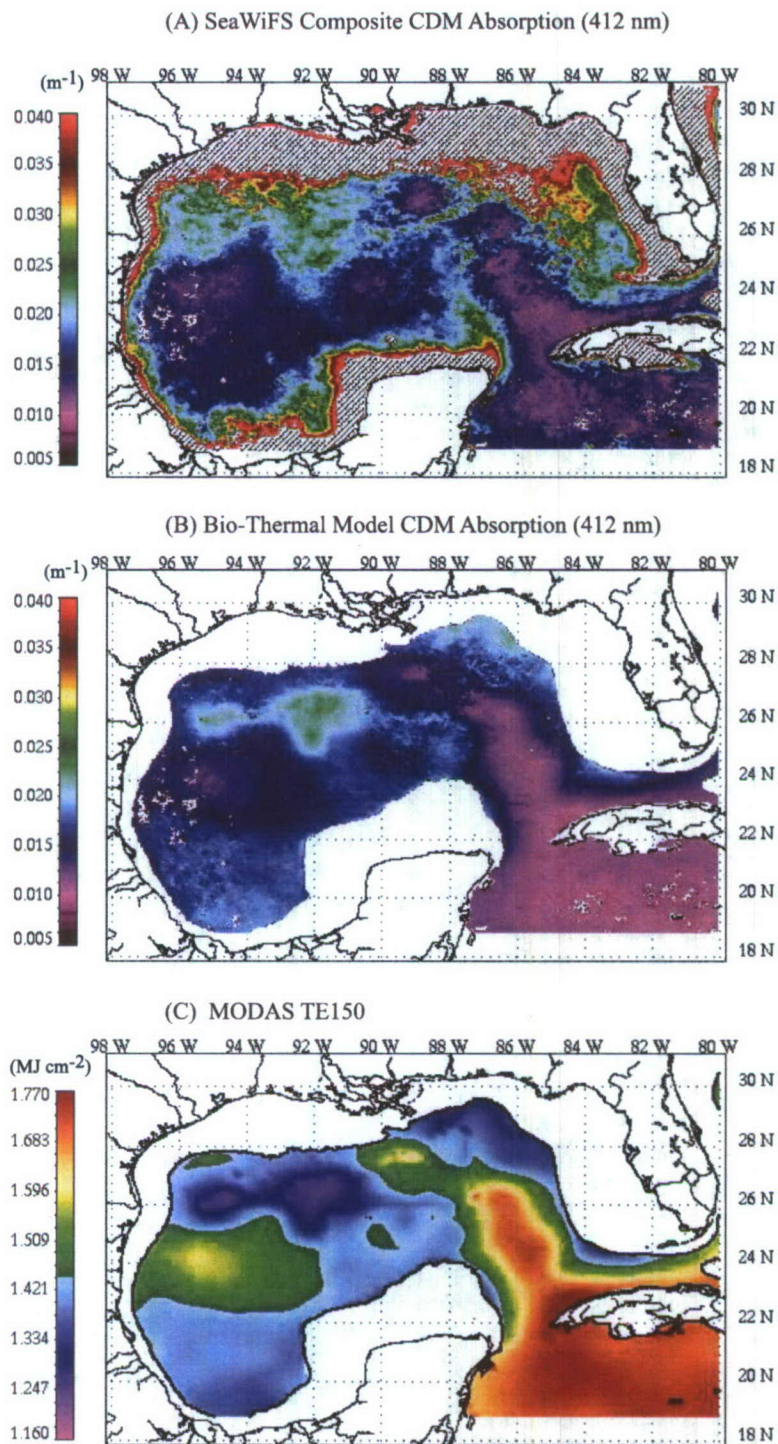 (A) SeaWiFS Composite CDM Absorption (412 nm)
(m-1)
98 W 96 W 94 W 92 W 90 W 88 W 86 W 84 W 82 W 80 W
0.040
0.035
0.030
0.025
0.020
0.015
0.010
0.005
30 N
28 N
26 N
24 N
22 N
20 N
18 N
(B) Bio-Thermal Model CDM Absorption (412 nm)
(m-1)
98 W 96 W 94 W 92 W 90 W 88 W 86 W 84 W 82 W 80 W
0.040
0.035
0.030
0.025
0.020
0.015
0.010
0.005
30 N
28 N
26 N
24 N
22 N
20 N
18 N
(C) MODAS TE150
(MJ cm-2)
98 W 96 W 94 W 92 W 90 W 88 W 86 W 84 W 82 W 80 W
1.770
1.683
1.596
1.509
1.421
1.334
1.247
1.160
30 N
28 N
26 N
24 N
22 N
20 N
18 N